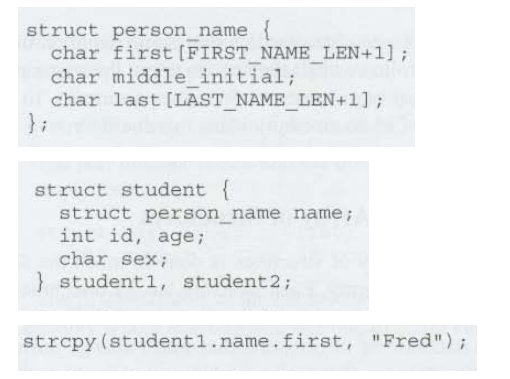 struct person_name {
  char first[FIRST_NAME_LEN+1];
  char middle_initial;
  char last[LAST_NAME_LEN+1];
};
struct student {
  struct person_name name;
  int id, age;
  char sex;
} student1, student2;
strcpy(student1.name.first, "Fred");